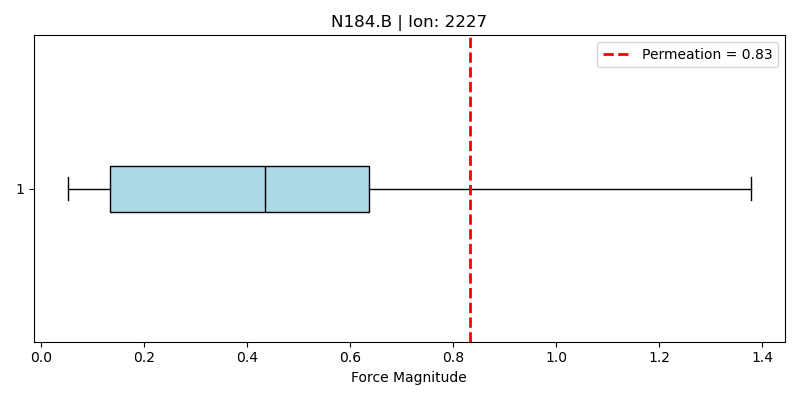 N184.B | Ion: 2227
Permeation = 0.83
1
0.0 0.2 0.4 0.6 0.8 1.0 1.2 1.4
Force Magnitude